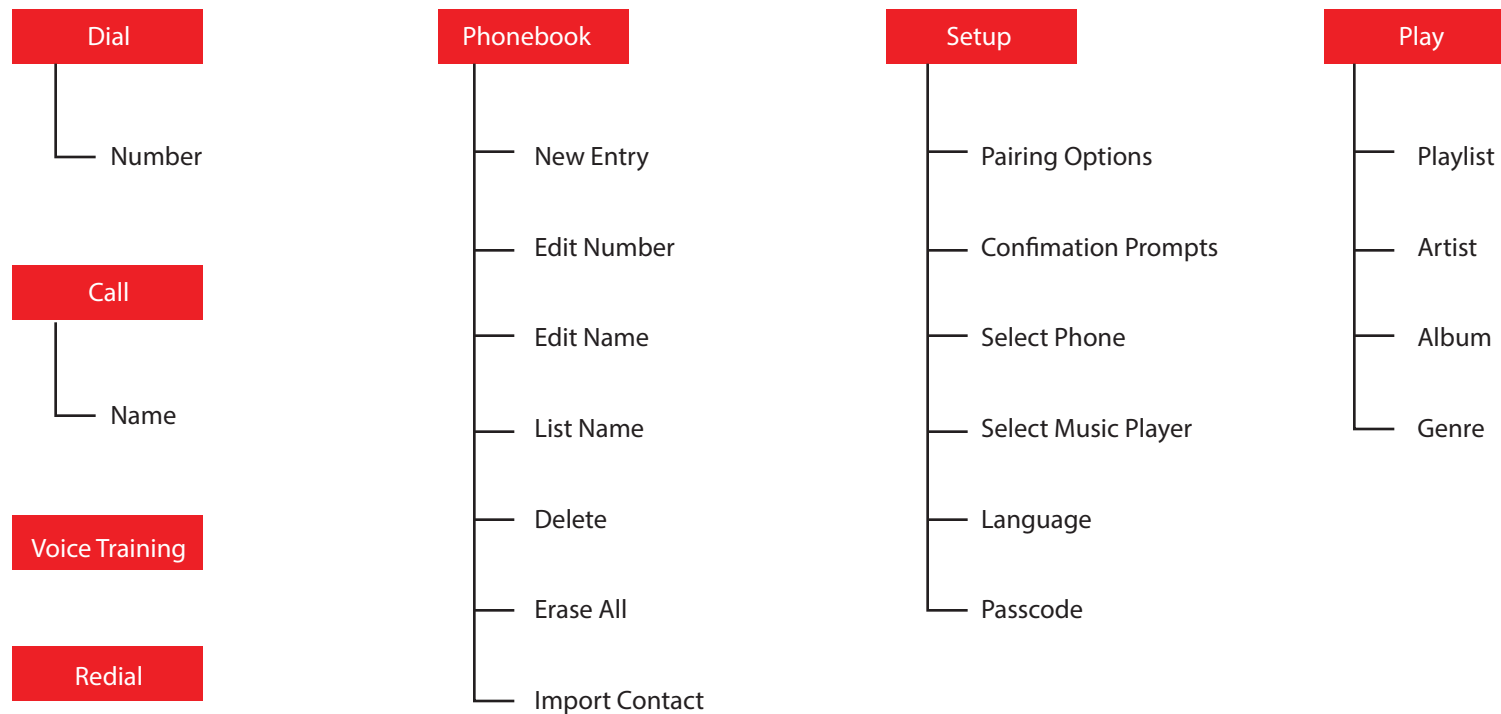 Dial
Number
Call
Name
Voice Training
Redial
Phonebook
New Entry
Edit Number
Edit Name
List Name
Delete
Erase All
Import Contact
Setup
Pairing Options
Confimation Prompts
Select Phone
Select Music Player
Language
Passcode
Play
Playlist
Artist
Album
Genre